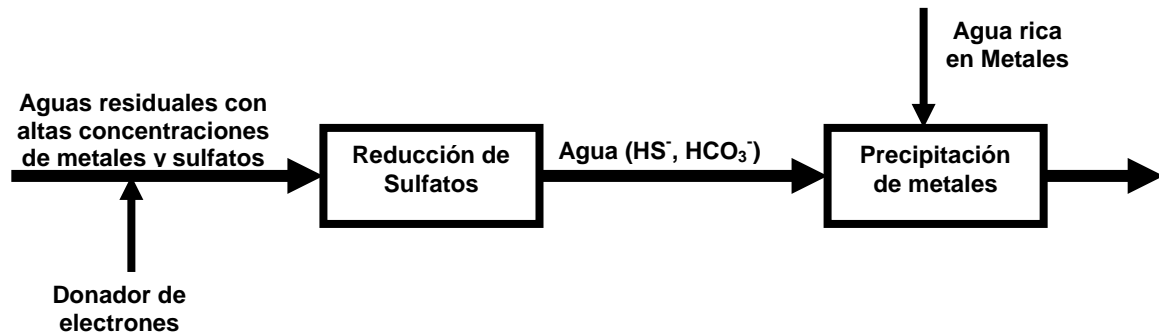 Agua rica
en Metales
Aguas residuales con
altas concentraciones
de metales y sulfatos
Reducción de
Sulfatos
Agua (HS⁻, HCO₃⁻)
Precipitación
de metales
Donador de
electrones